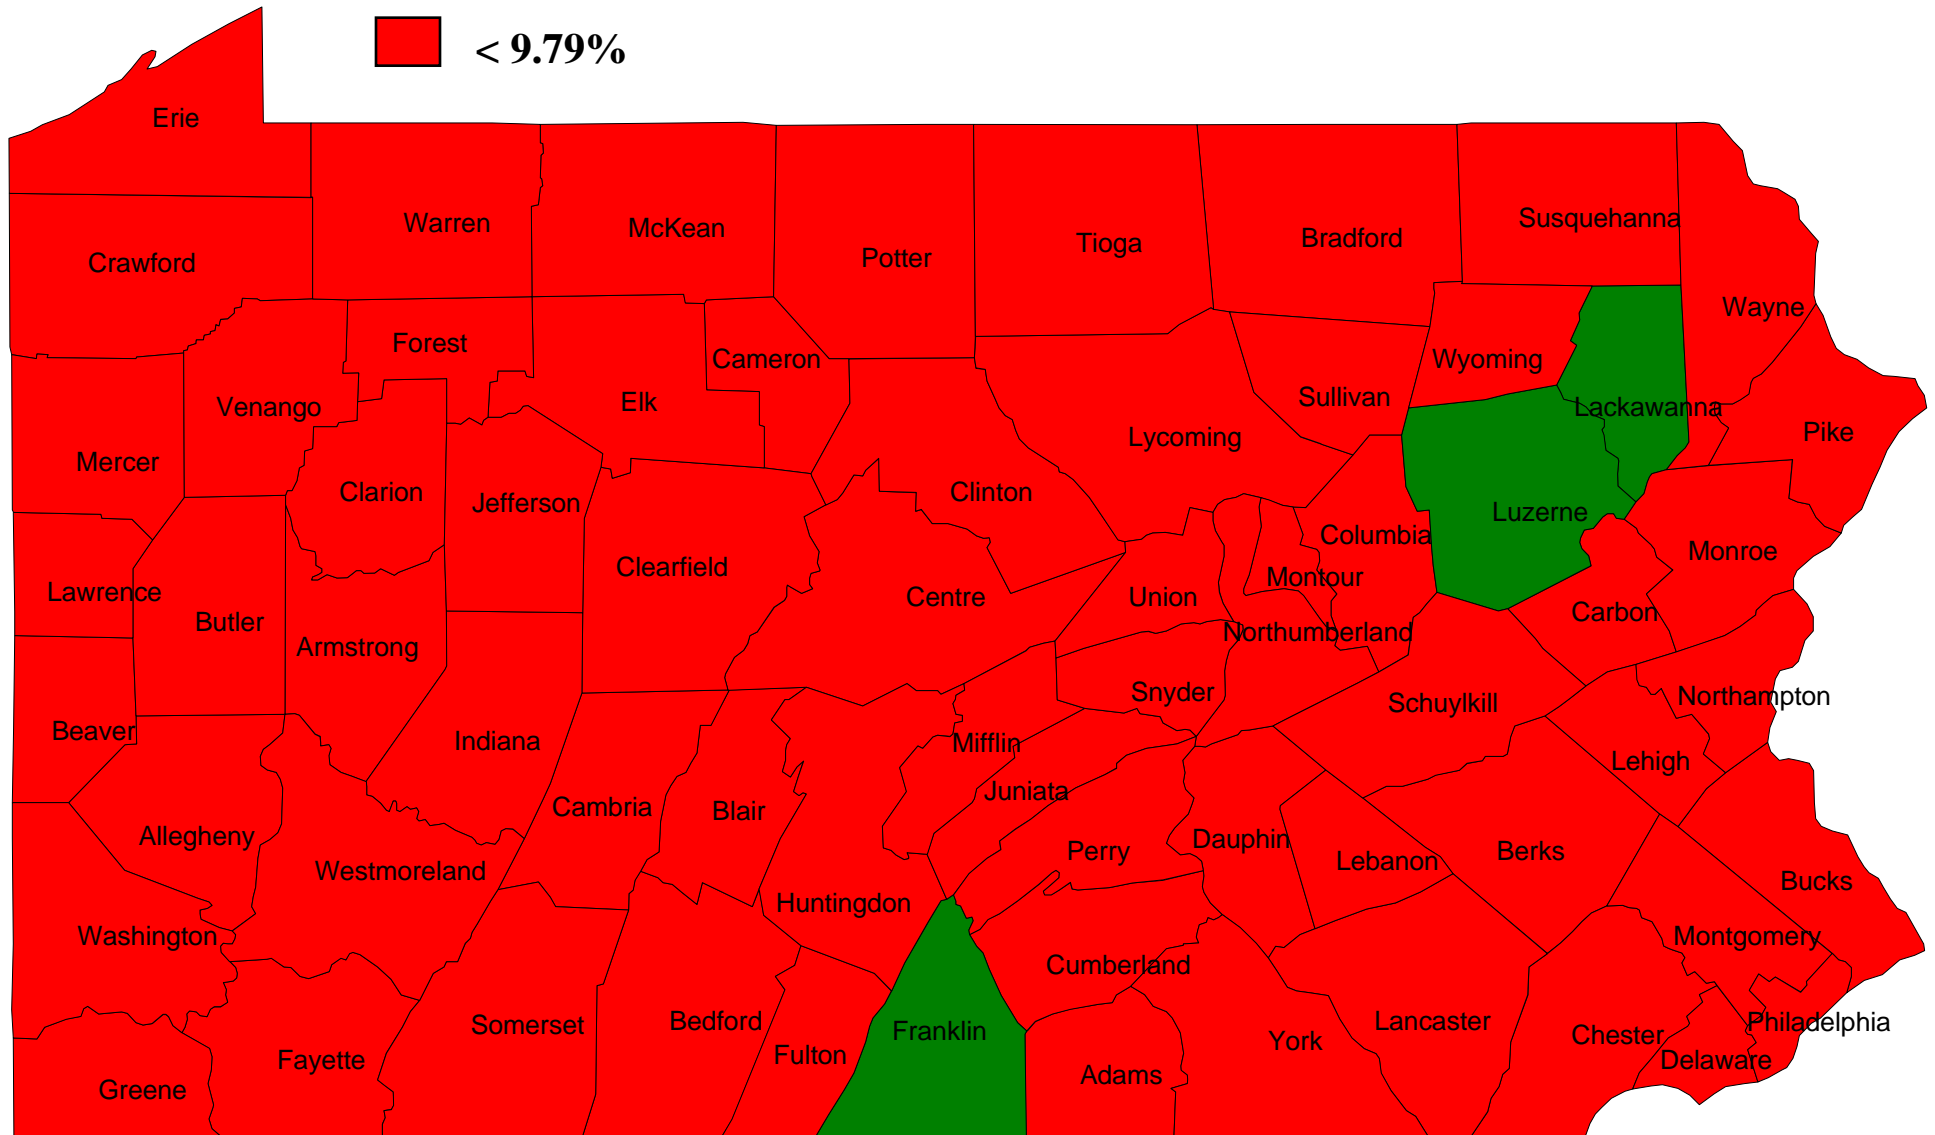 < 9.79%
Erie
Warren
McKean
Potter
Tioga
Bradford
Susquehanna
Crawford
Wayne
Forest
Cameron
Wyoming
Venango
Elk
Sullivan
Lackawanna
Mercer
Lycoming
Pike
Clarion
Jefferson
Clinton
Luzerne
Columbia
Monroe
Lawrence
Clearfield
Centre
Union
Montour
Carbon
Butler
Armstrong
Northumberland
Snyder
Schuylkill
Northampton
Beaver
Indiana
Mifflin
Lehigh
Juniata
Allegheny
Cambria
Blair
Dauphin
Westmoreland
Perry
Lebanon
Berks
Bucks
Huntingdon
Washington
Montgomery
Cumberland
Somerset
Bedford
Franklin
Lancaster
Philadelphia
Fayette
Fulton
York
Chester
Greene
Adams
Delaware